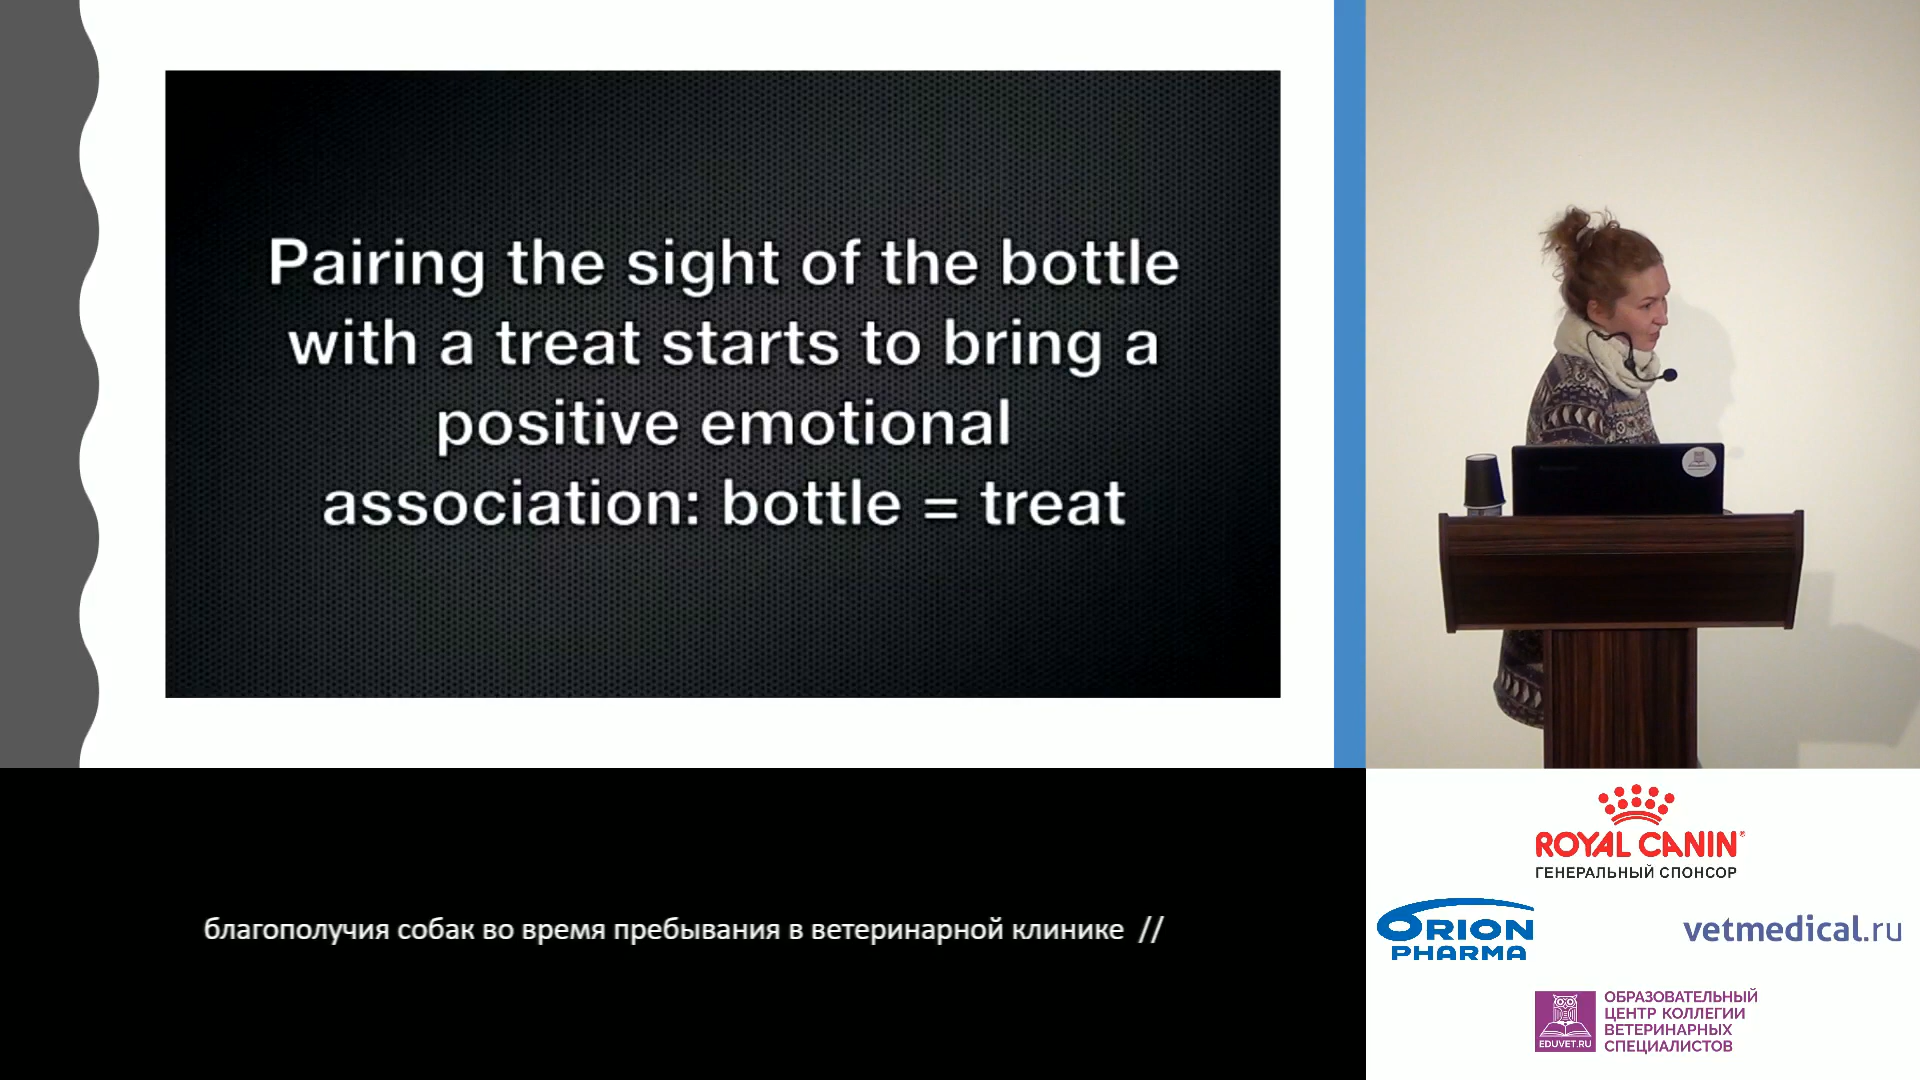 Pairing the sight of the bottle
with a treat starts to bring a
positive emotional
association: bottle = treat
благополучия собак во время пребывания в ветеринарной клинике //
ROYAL CANIN®
ГЕНЕРАЛЬНЫЙ СПОНСОР
ORION
PHARMA
vetmedical.ru
EDUVET.RU
ОБРАЗОВАТЕЛЬНЫЙ
ЦЕНТР КОЛЛЕГИИ
ВЕТЕРИНАРНЫХ
СПЕЦИАЛИСТОВ